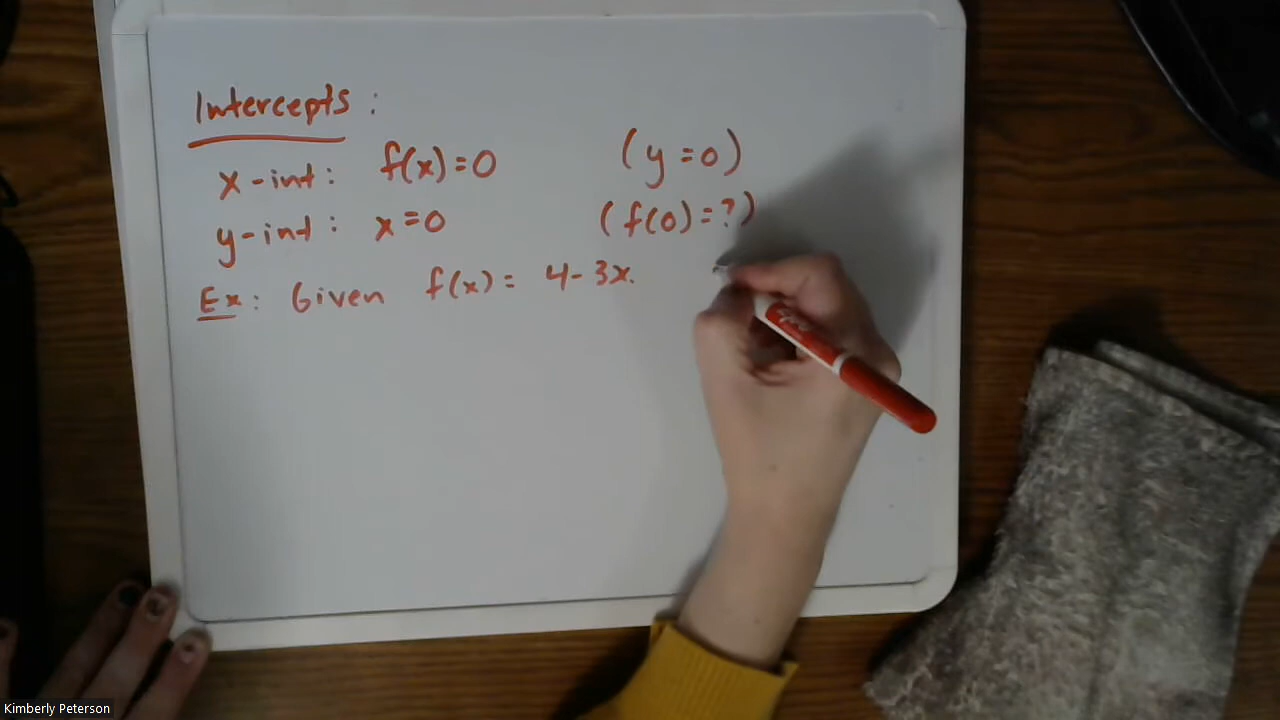 Intercepts :
x-int: f(x)=0 (y=0)
y-int: x=0 (f(0)=?)
Ex: Given f(x)= 4-3x.
Kimberly Peterson